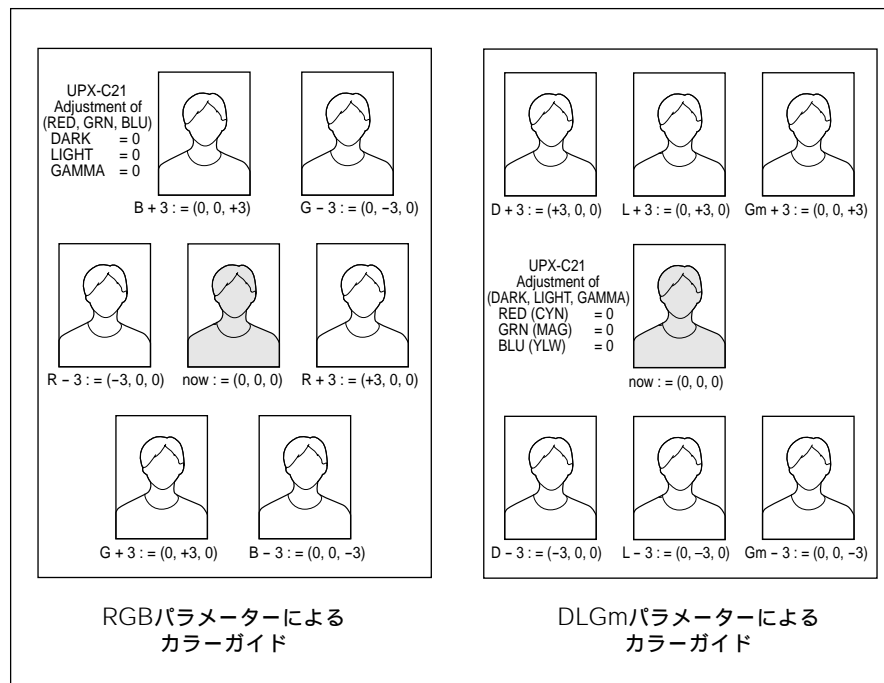 UPX-C21
Adjustment of
(RED, GRN, BLU)
DARK = 0
LIGHT = 0
GAMMA = 0
B + 3 : = (0, 0, +3)
G − 3 : = (0, −3, 0)
R − 3 : = (−3, 0, 0)
now : = (0, 0, 0)
R + 3 : = (+3, 0, 0)
G + 3 : = (0, +3, 0)
B − 3 : = (0, 0, −3)
RGBパラメーターによる
カラーガイド
D + 3 : = (+3, 0, 0)
L + 3 : = (0, +3, 0)
Gm + 3 : = (0, 0, +3)
UPX-C21
Adjustment of
(DARK, LIGHT, GAMMA)
RED (CYN) = 0
GRN (MAG) = 0
BLU (YLW) = 0
now : = (0, 0, 0)
D − 3 : = (−3, 0, 0)
L − 3 : = (0, −3, 0)
Gm − 3 : = (0, 0, −3)
DLGmパラメーターによる
カラーガイド